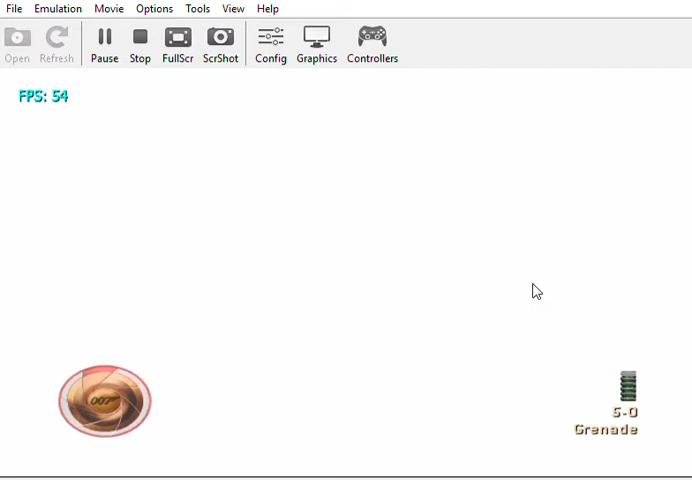 File Emulation Movie Options Tools View Help
Open Refresh Pause Stop FullScr ScrShot Config Graphics Controllers
FPS: 54
007
5-0
Grenade